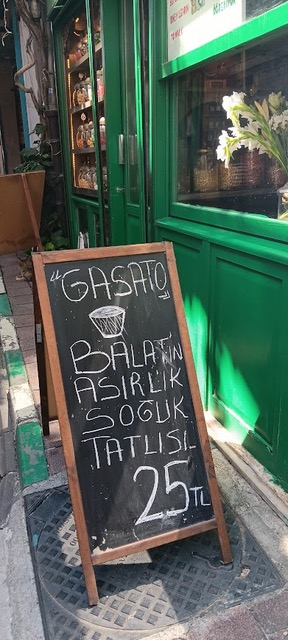 "GASATO"
BALAT'IN
ASIRLIK
SOĞUK
TATLISI
25 TL